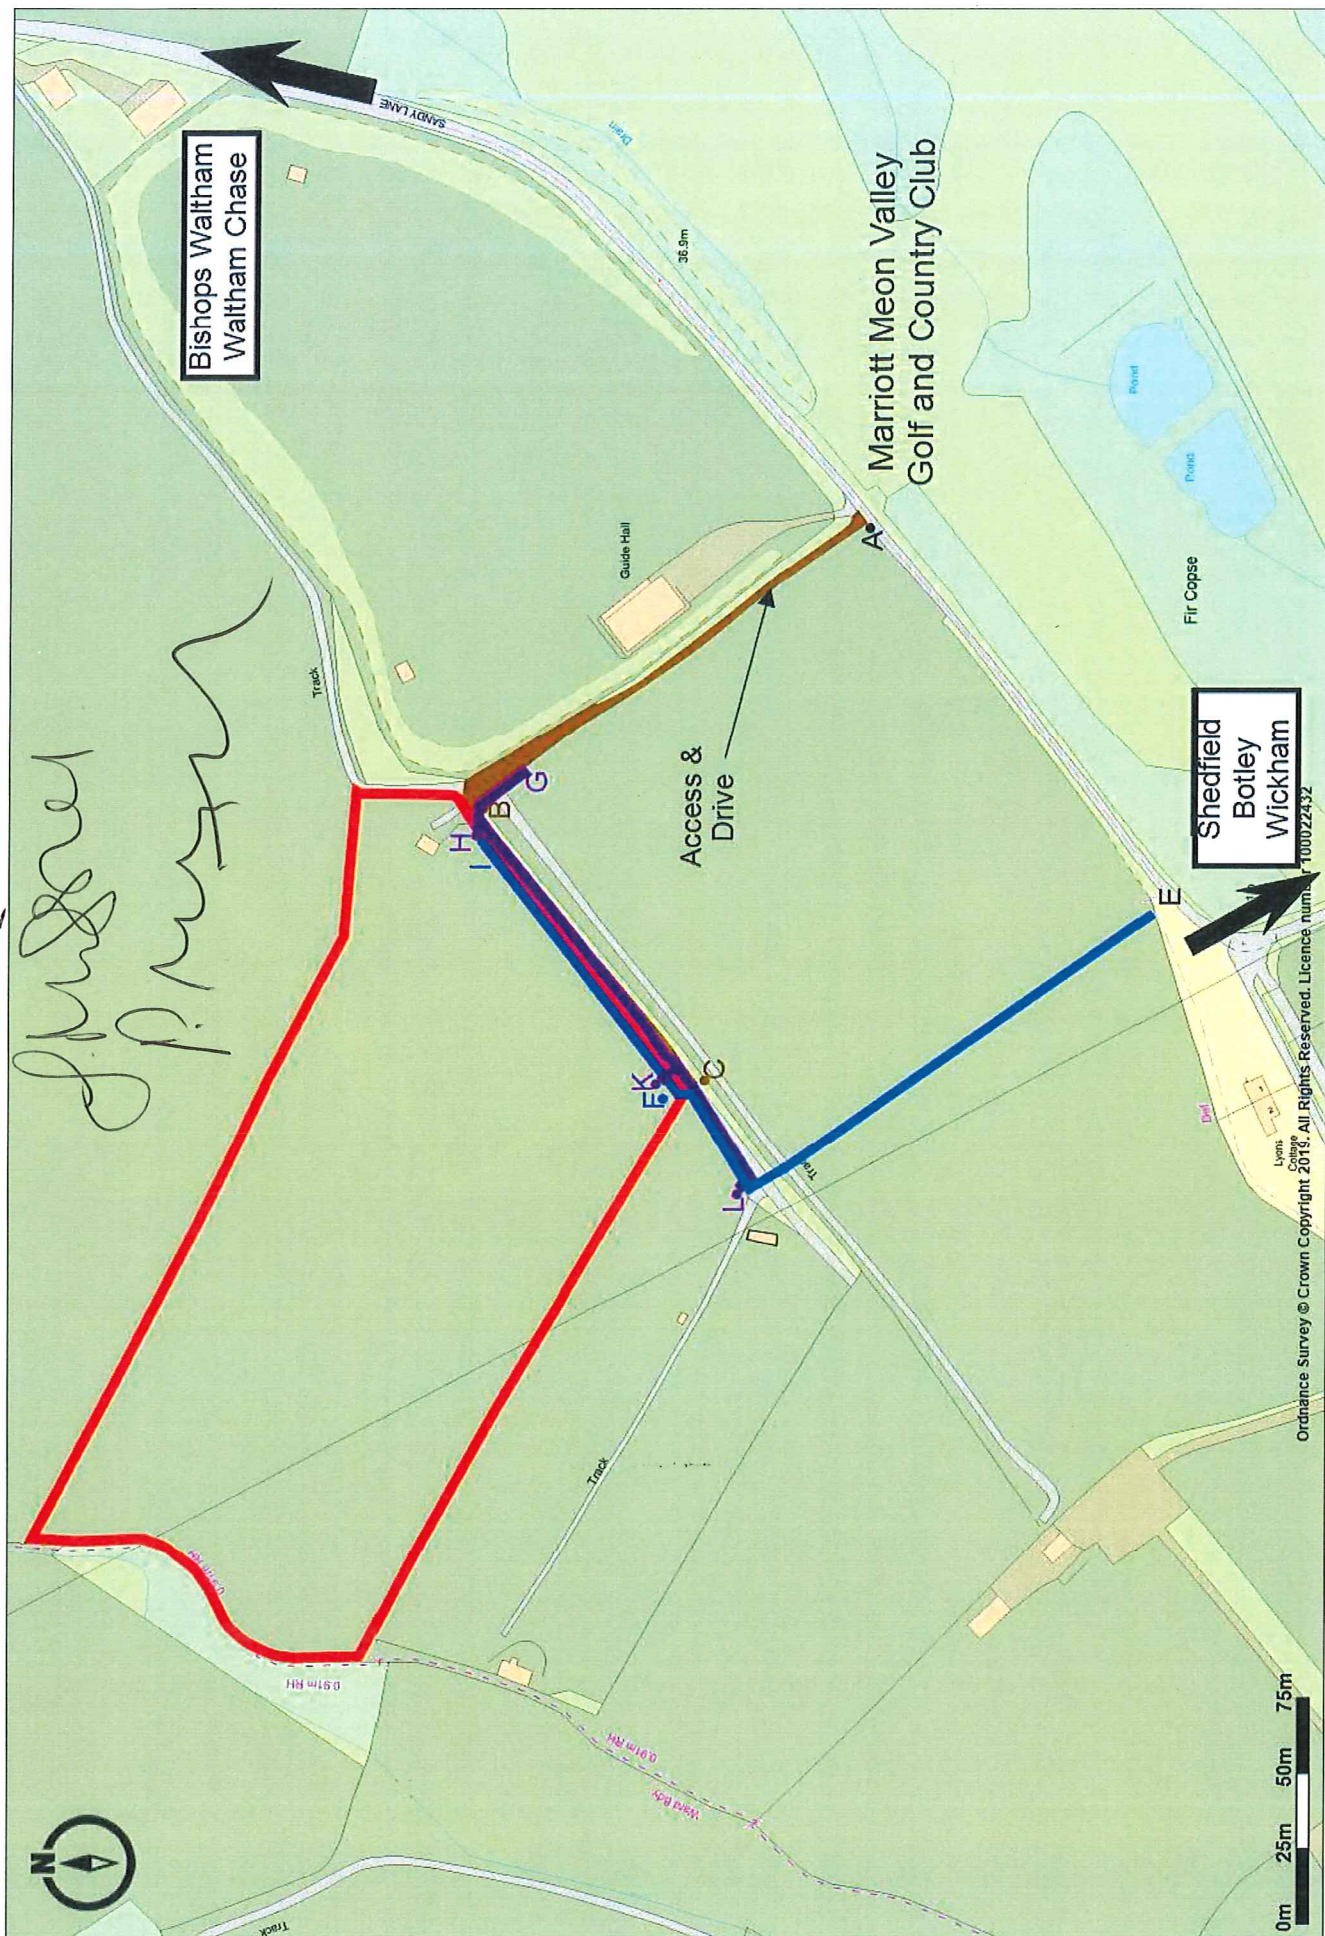 Bishops Waltham
Waltham Chase
SANDY LANE
Drain
36.9m
Marriott Meon Valley
Golf and Country Club
Pond
Pond
Fir Copse
Guide Hall
A
Track
Access &
Drive
G
B
H
I
Shedfield
Botley
Wickham
E
C
K
F
L
Track
Def
Lyons
Cottage
Track
0.91m RH
0.91m RH
0.91m RH
Ward Bdy
Track
N
0m
25m
50m
75m
Ordnance Survey © Crown Copyright 2019. All Rights Reserved. Licence number 100022432